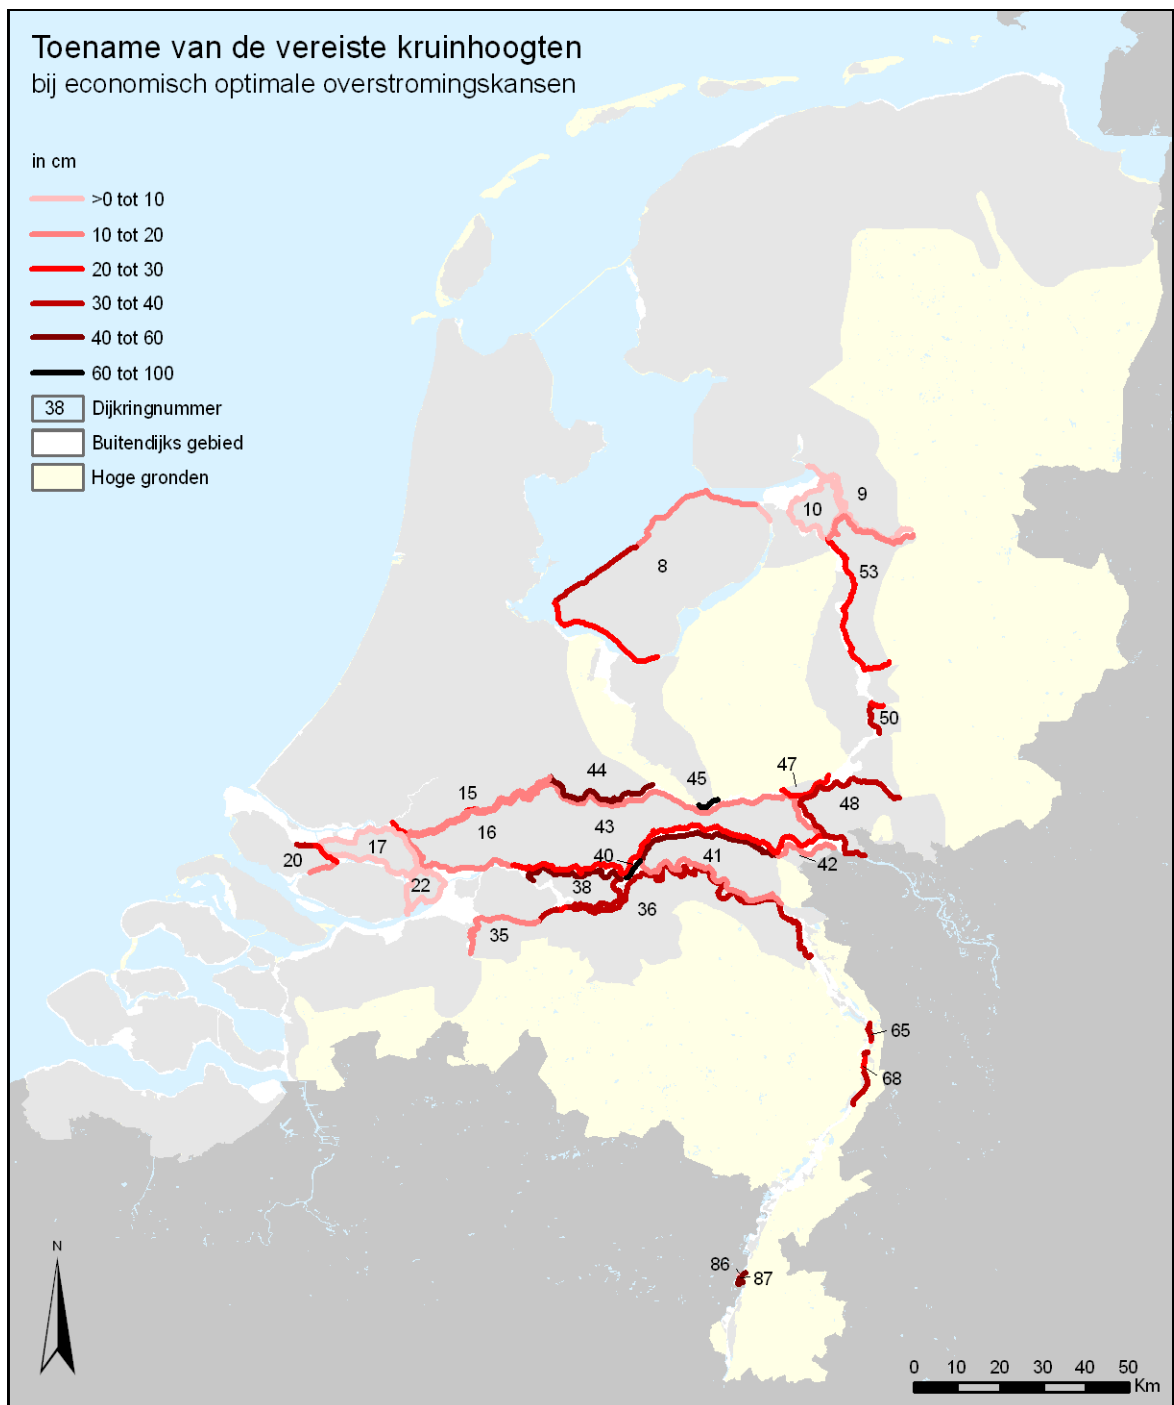 Toename van de vereiste kruinhoogten
bij economisch optimale overstromingskansen
in cm
>0 tot 10
10 tot 20
20 tot 30
30 tot 40
40 tot 60
60 tot 100
38 Dijkringnummer
Buitendijks gebied
Hoge gronden
9
10
8
53
50
47
45
44
15
48
43
16
17
40
41
42
20
22
38
36
35
65
68
86
87
N
0 10 20 30 40 50
Km